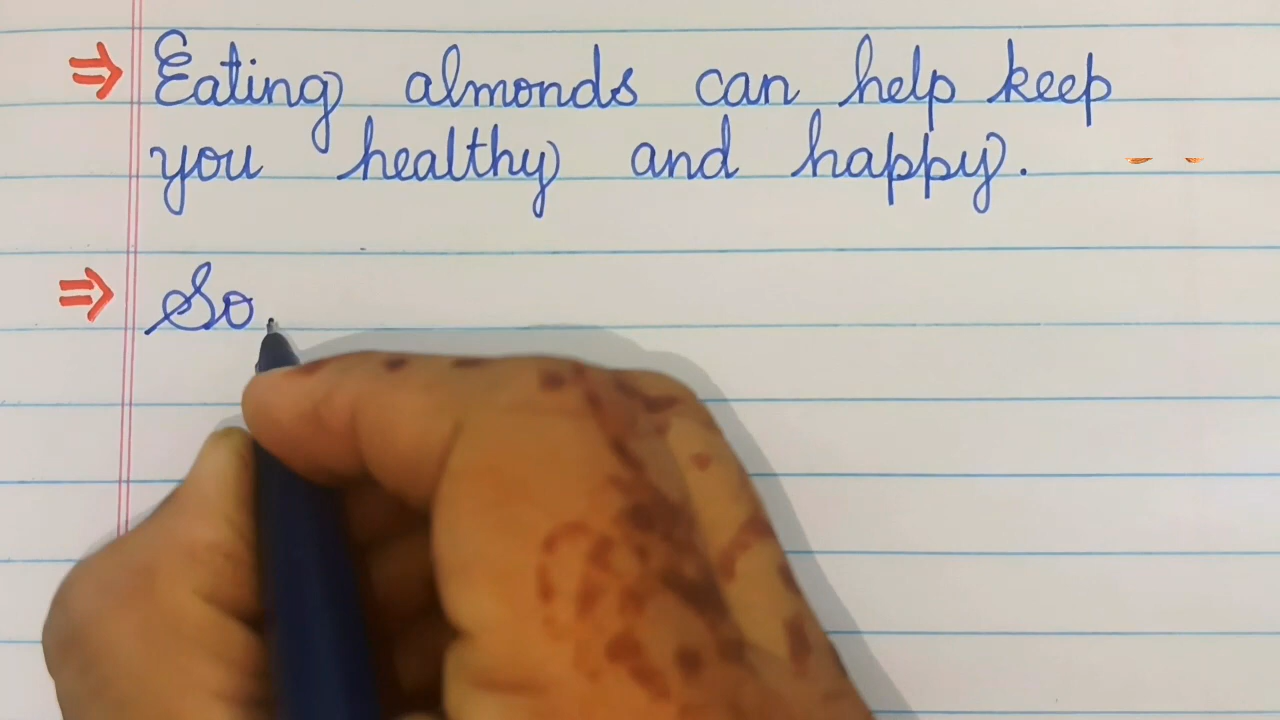 ⇒ Eating almonds can help keep
you healthy and happy.
⇒ So